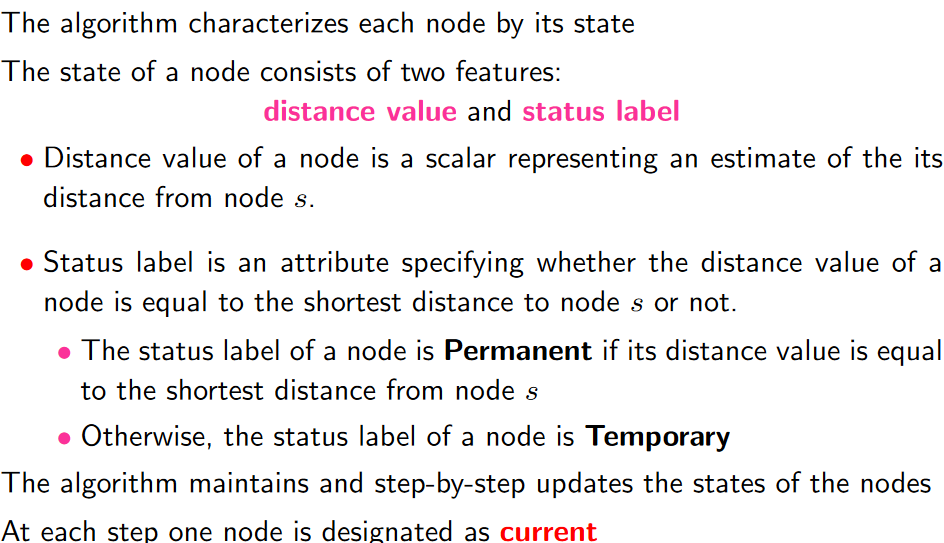 The algorithm characterizes each node by its state
The state of a node consists of two features:
distance value and status label
• Distance value of a node is a scalar representing an estimate of the its
distance from node s.
• Status label is an attribute specifying whether the distance value of a
node is equal to the shortest distance to node s or not.
• The status label of a node is Permanent if its distance value is equal
to the shortest distance from node s
• Otherwise, the status label of a node is Temporary
The algorithm maintains and step-by-step updates the states of the nodes
At each step one node is designated as current